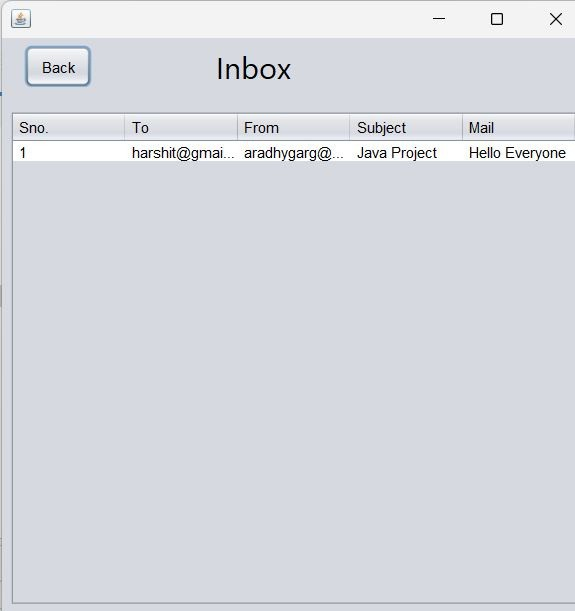 Back
Inbox
Sno. To From Subject Mail
1 harshit@gmai... aradhygarg@... Java Project Hello Everyone